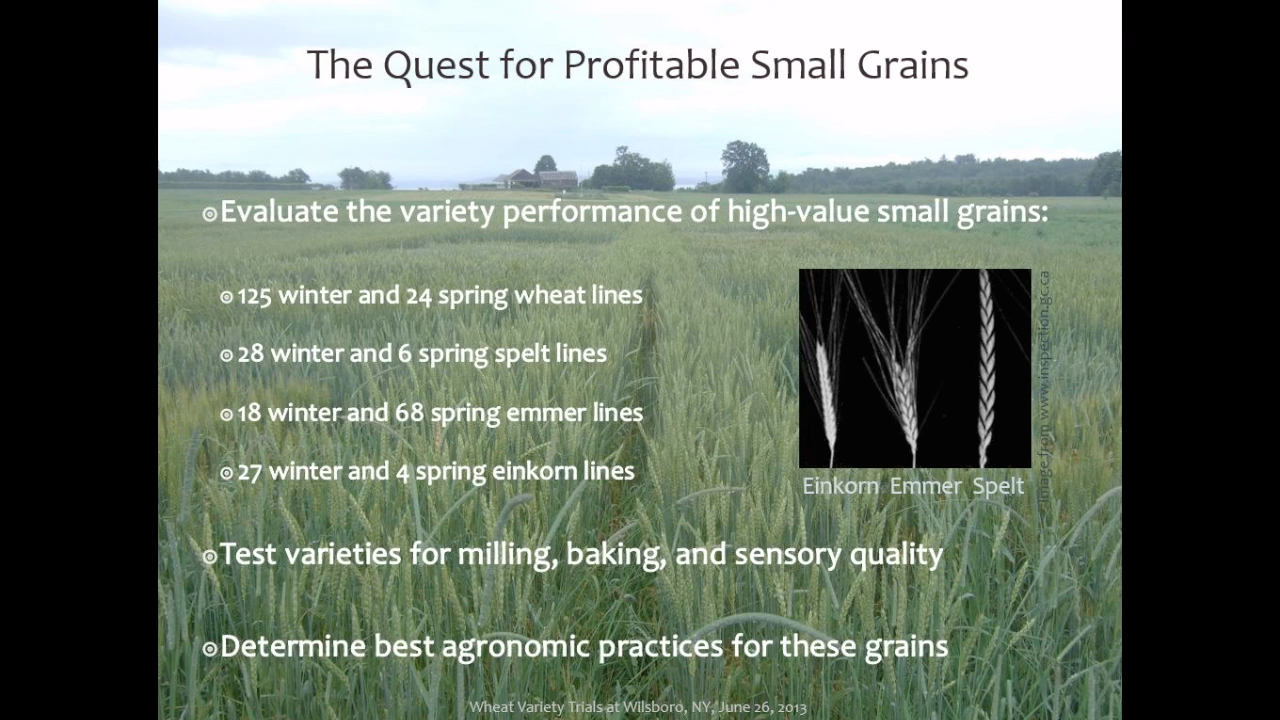 The Quest for Profitable Small Grains
Evaluate the variety performance of high-value small grains:
125 winter and 24 spring wheat lines
28 winter and 6 spring spelt lines
18 winter and 68 spring emmer lines
27 winter and 4 spring einkorn lines
Image from www.inspection.gc.ca
Einkorn Emmer Spelt
Test varieties for milling, baking, and sensory quality
Determine best agronomic practices for these grains
Wheat Variety Trials at Wilsboro, NY, June 26, 2013